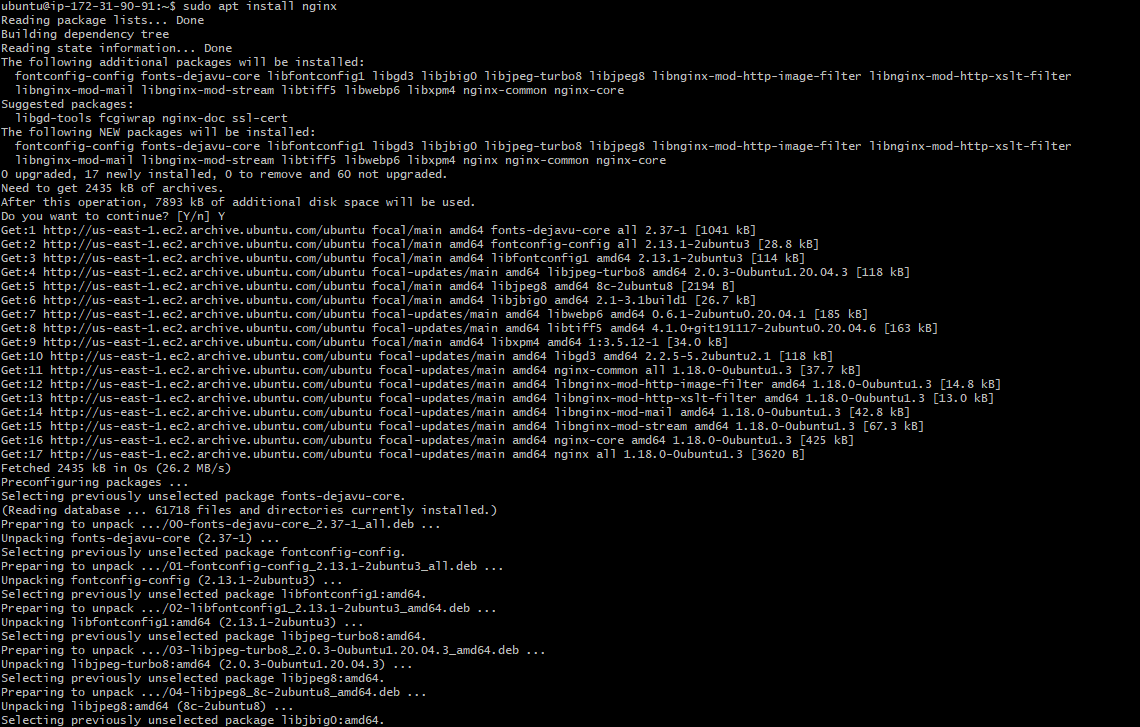 ubuntu@ip-172-31-90-91:~$ sudo apt install nginx
Reading package lists... Done
Building dependency tree
Reading state information... Done
The following additional packages will be installed:
  fontconfig-config fonts-dejavu-core libfontconfig1 libgd3 libjbig0 libjpeg-turbo8 libjpeg8 libnginx-mod-http-image-filter libnginx-mod-http-xslt-filter
  libnginx-mod-mail libnginx-mod-stream libtiff5 libwebp6 libxpm4 nginx-common nginx-core
Suggested packages:
  libgd-tools fcgiwrap nginx-doc ssl-cert
The following NEW packages will be installed:
  fontconfig-config fonts-dejavu-core libfontconfig1 libgd3 libjbig0 libjpeg-turbo8 libjpeg8 libnginx-mod-http-image-filter libnginx-mod-http-xslt-filter
  libnginx-mod-mail libnginx-mod-stream libtiff5 libwebp6 libxpm4 nginx nginx-common nginx-core
0 upgraded, 17 newly installed, 0 to remove and 60 not upgraded.
Need to get 2435 kB of archives.
After this operation, 7893 kB of additional disk space will be used.
Do you want to continue? [Y/n] Y
Get:1 http://us-east-1.ec2.archive.ubuntu.com/ubuntu focal/main amd64 fonts-dejavu-core all 2.37-1 [1041 kB]
Get:2 http://us-east-1.ec2.archive.ubuntu.com/ubuntu focal/main amd64 fontconfig-config all 2.13.1-2ubuntu3 [28.8 kB]
Get:3 http://us-east-1.ec2.archive.ubuntu.com/ubuntu focal/main amd64 libfontconfig1 amd64 2.13.1-2ubuntu3 [114 kB]
Get:4 http://us-east-1.ec2.archive.ubuntu.com/ubuntu focal-updates/main amd64 libjpeg-turbo8 amd64 2.0.3-0ubuntu1.20.04.3 [118 kB]
Get:5 http://us-east-1.ec2.archive.ubuntu.com/ubuntu focal/main amd64 libjpeg8 amd64 8c-2ubuntu8 [2194 B]
Get:6 http://us-east-1.ec2.archive.ubuntu.com/ubuntu focal/main amd64 libjbig0 amd64 2.1-3.1build1 [26.7 kB]
Get:7 http://us-east-1.ec2.archive.ubuntu.com/ubuntu focal-updates/main amd64 libwebp6 amd64 0.6.1-2ubuntu0.20.04.1 [185 kB]
Get:8 http://us-east-1.ec2.archive.ubuntu.com/ubuntu focal-updates/main amd64 libtiff5 amd64 4.1.0+git191117-2ubuntu0.20.04.6 [163 kB]
Get:9 http://us-east-1.ec2.archive.ubuntu.com/ubuntu focal/main amd64 libxpm4 amd64 1:3.5.12-1 [34.0 kB]
Get:10 http://us-east-1.ec2.archive.ubuntu.com/ubuntu focal-updates/main amd64 libgd3 amd64 2.2.5-5.2ubuntu2.1 [118 kB]
Get:11 http://us-east-1.ec2.archive.ubuntu.com/ubuntu focal-updates/main amd64 nginx-common all 1.18.0-0ubuntu1.3 [37.7 kB]
Get:12 http://us-east-1.ec2.archive.ubuntu.com/ubuntu focal-updates/main amd64 libnginx-mod-http-image-filter amd64 1.18.0-0ubuntu1.3 [14.8 kB]
Get:13 http://us-east-1.ec2.archive.ubuntu.com/ubuntu focal-updates/main amd64 libnginx-mod-http-xslt-filter amd64 1.18.0-0ubuntu1.3 [13.0 kB]
Get:14 http://us-east-1.ec2.archive.ubuntu.com/ubuntu focal-updates/main amd64 libnginx-mod-mail amd64 1.18.0-0ubuntu1.3 [42.8 kB]
Get:15 http://us-east-1.ec2.archive.ubuntu.com/ubuntu focal-updates/main amd64 libnginx-mod-stream amd64 1.18.0-0ubuntu1.3 [67.3 kB]
Get:16 http://us-east-1.ec2.archive.ubuntu.com/ubuntu focal-updates/main amd64 nginx-core amd64 1.18.0-0ubuntu1.3 [425 kB]
Get:17 http://us-east-1.ec2.archive.ubuntu.com/ubuntu focal-updates/main amd64 nginx all 1.18.0-0ubuntu1.3 [3620 B]
Fetched 2435 kB in 0s (26.2 MB/s)
Preconfiguring packages ...
Selecting previously unselected package fonts-dejavu-core.
(Reading database ... 61718 files and directories currently installed.)
Preparing to unpack .../00-fonts-dejavu-core_2.37-1_all.deb ...
Unpacking fonts-dejavu-core (2.37-1) ...
Selecting previously unselected package fontconfig-config.
Preparing to unpack .../01-fontconfig-config_2.13.1-2ubuntu3_all.deb ...
Unpacking fontconfig-config (2.13.1-2ubuntu3) ...
Selecting previously unselected package libfontconfig1:amd64.
Preparing to unpack .../02-libfontconfig1_2.13.1-2ubuntu3_amd64.deb ...
Unpacking libfontconfig1:amd64 (2.13.1-2ubuntu3) ...
Selecting previously unselected package libjpeg-turbo8:amd64.
Preparing to unpack .../03-libjpeg-turbo8_2.0.3-0ubuntu1.20.04.3_amd64.deb ...
Unpacking libjpeg-turbo8:amd64 (2.0.3-0ubuntu1.20.04.3) ...
Selecting previously unselected package libjpeg8:amd64.
Preparing to unpack .../04-libjpeg8_8c-2ubuntu8_amd64.deb ...
Unpacking libjpeg8:amd64 (8c-2ubuntu8) ...
Selecting previously unselected package libjbig0:amd64.